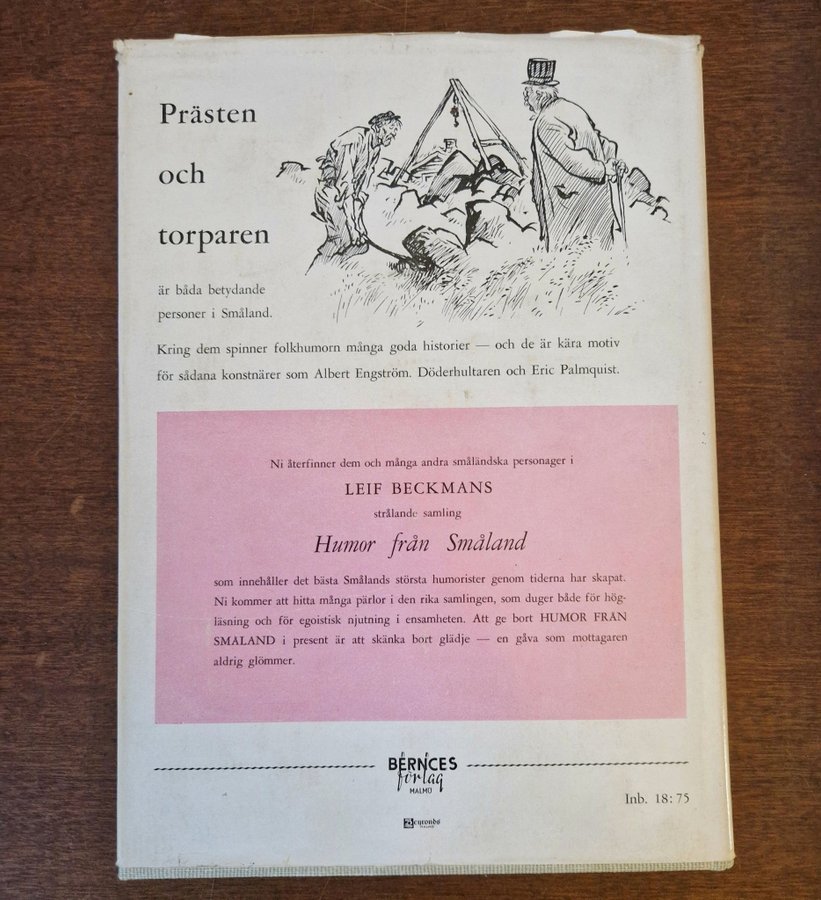 Prästen
och
torparen
är båda betydande
personer i Småland.
Kring dem spinner folkhumorn många goda historier — och de är kära motiv
för sådana konstnärer som Albert Engström. Döderhultaren och Eric Palmquist.
Ni återfinner dem och många andra småländska personager i
LEIF BECKMANS
strålande samling
Humor från Småland
som innehåller det bästa Smålands största humorister genom tiderna har skapat.
Ni kommer att hitta många pärlor i den rika samlingen, som duger både för hög-
läsning och för egoistisk njutning i ensamheten. Att ge bort HUMOR FRÅN
SMÅLAND i present är att skänka bort glädje — en gåva som mottagaren
aldrig glömmer.
BERNCES
förlag
MALMÖ
Inb. 18:75